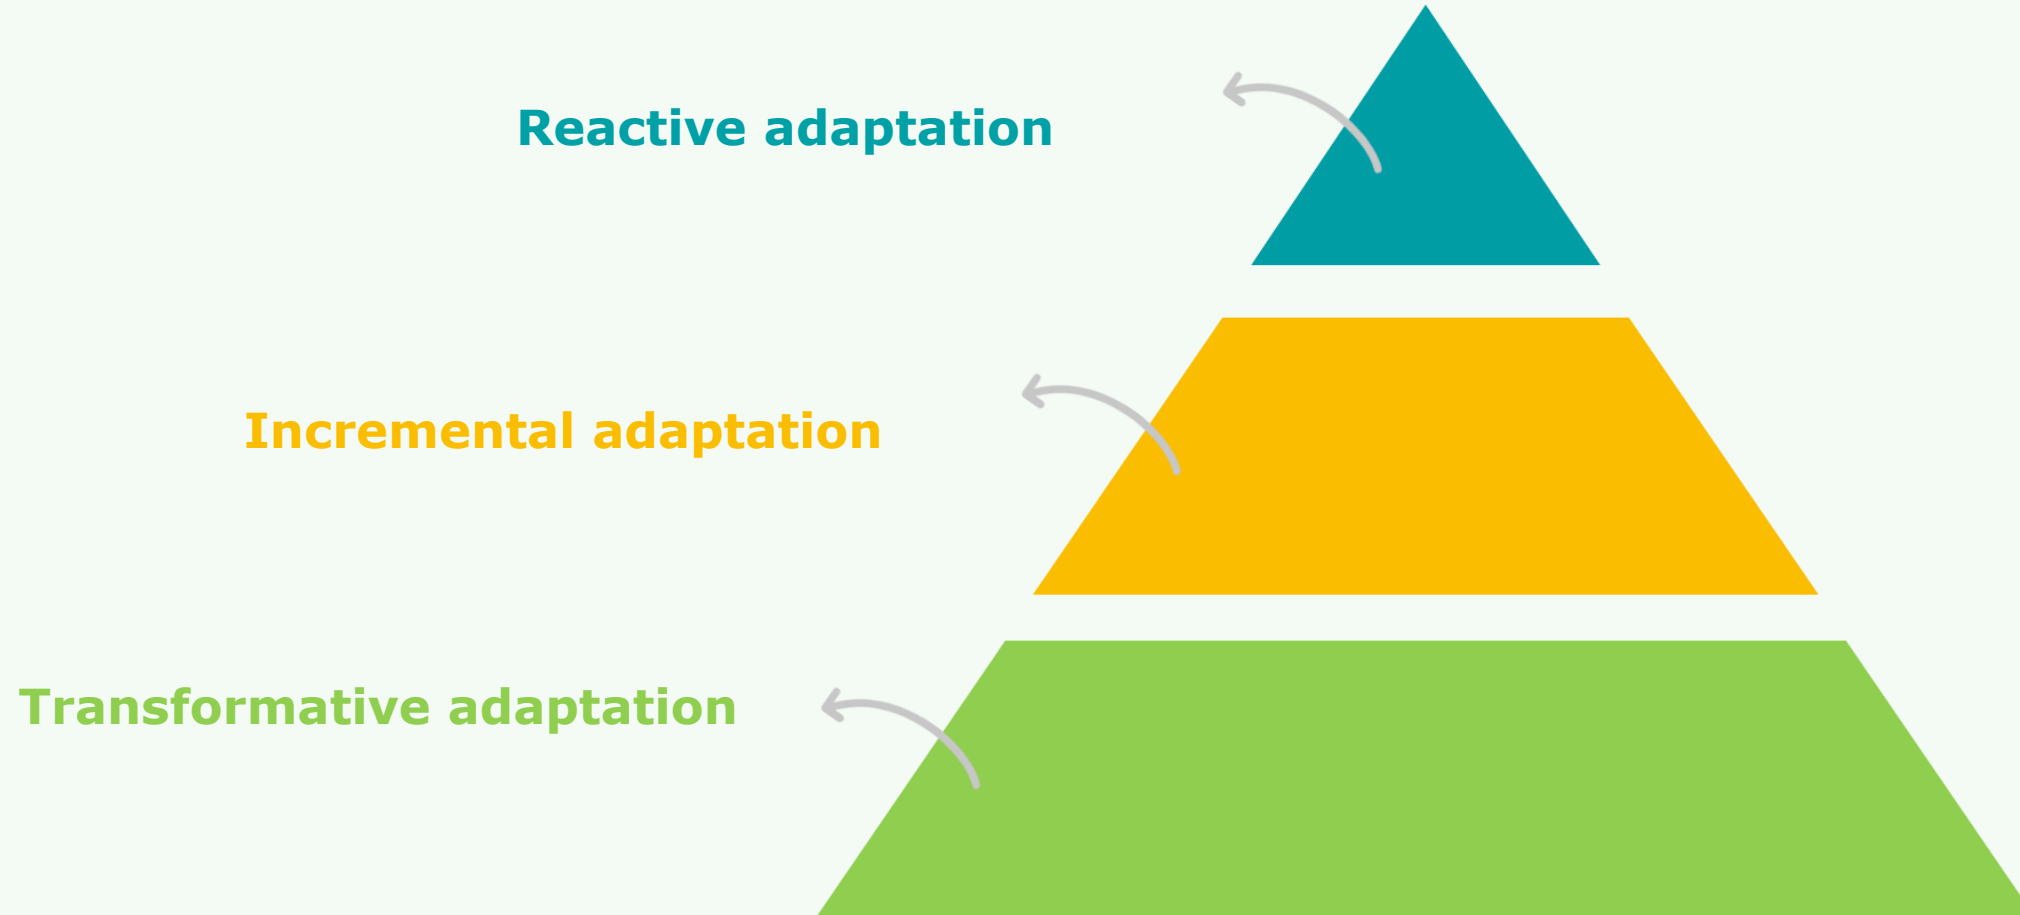 Reactive adaptation
Incremental adaptation
Transformative adaptation